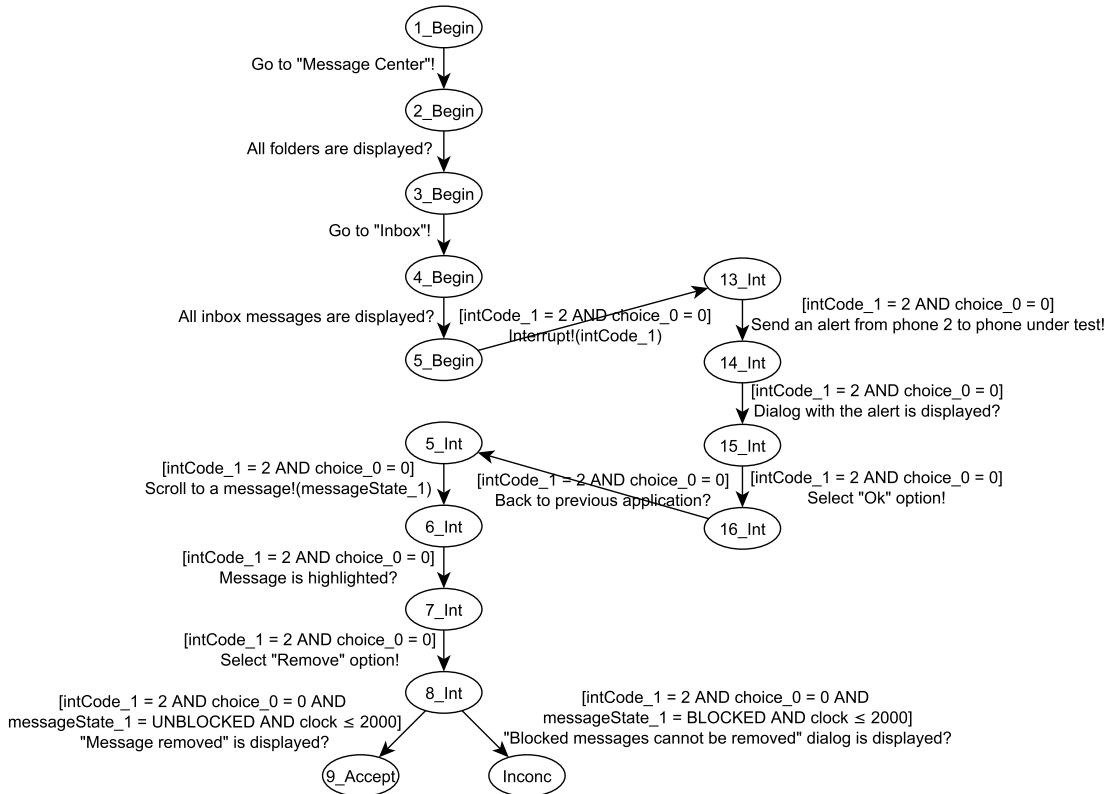 1_Begin
Go to "Message Center"!
2_Begin
All folders are displayed?
3_Begin
Go to "Inbox"!
4_Begin
All inbox messages are displayed?
5_Begin
[intCode_1 = 2 AND choice_0 = 0]
Interrupt!(intCode_1)
13_Int
[intCode_1 = 2 AND choice_0 = 0]
Send an alert from phone 2 to phone under test!
14_Int
[intCode_1 = 2 AND choice_0 = 0]
Dialog with the alert is displayed?
15_Int
[intCode_1 = 2 AND choice_0 = 0]
Select "Ok" option!
16_Int
[intCode_1 = 2 AND choice_0 = 0]
Back to previous application?
5_Int
[intCode_1 = 2 AND choice_0 = 0]
Scroll to a message!(messageState_1)
6_Int
[intCode_1 = 2 AND choice_0 = 0]
Message is highlighted?
7_Int
[intCode_1 = 2 AND choice_0 = 0]
Select "Remove" option!
8_Int
[intCode_1 = 2 AND choice_0 = 0 AND
messageState_1 = UNBLOCKED AND clock ≤ 2000]
"Message removed" is displayed?
[intCode_1 = 2 AND choice_0 = 0 AND
messageState_1 = BLOCKED AND clock ≤ 2000]
"Blocked messages cannot be removed" dialog is displayed?
9_Accept
Inconc